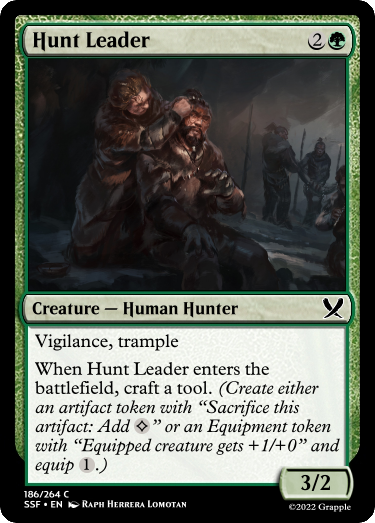 Hunt Leader 2
Creature — Human Hunter
Vigilance, trample
When Hunt Leader enters the
battlefield, craft a tool. (Create either
an artifact token with “Sacrifice this
artifact: Add ” or an Equipment token
with “Equipped creature gets +1/+0” and
equip 1.)
3/2
186/264 C
SSF • EN Raph Herrera Lomotan
©2022 Grapple